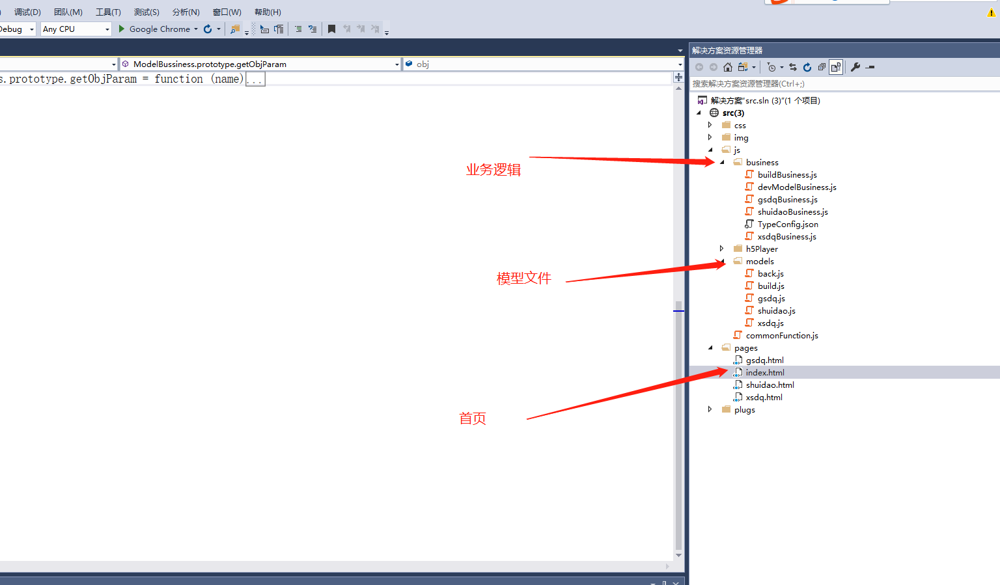 调试(D) 团队(M) 工具(T) 测试(S) 分析(N) 窗口(W) 帮助(H)
Debug Any CPU Google Chrome
解决方案资源管理器
ModelBussiness.prototype.getObjParam obj
s.prototype.getObjParam = function (name)...
搜索解决方案资源管理器(Ctrl+;)
解决方案"src.sln (3)"(1 个项目)
src(3)
css
img
js
business
业务逻辑
buildBusiness.js
devModelBusiness.js
gsdqBusiness.js
shuidaoBusiness.js
TypeConfig.json
xsdqBusiness.js
h5Player
models
模型文件
back.js
build.js
gsdq.js
shuidao.js
xsdq.js
commonFunction.js
pages
gsdq.html
index.html
shuidao.html
xsdq.html
plugs
首页